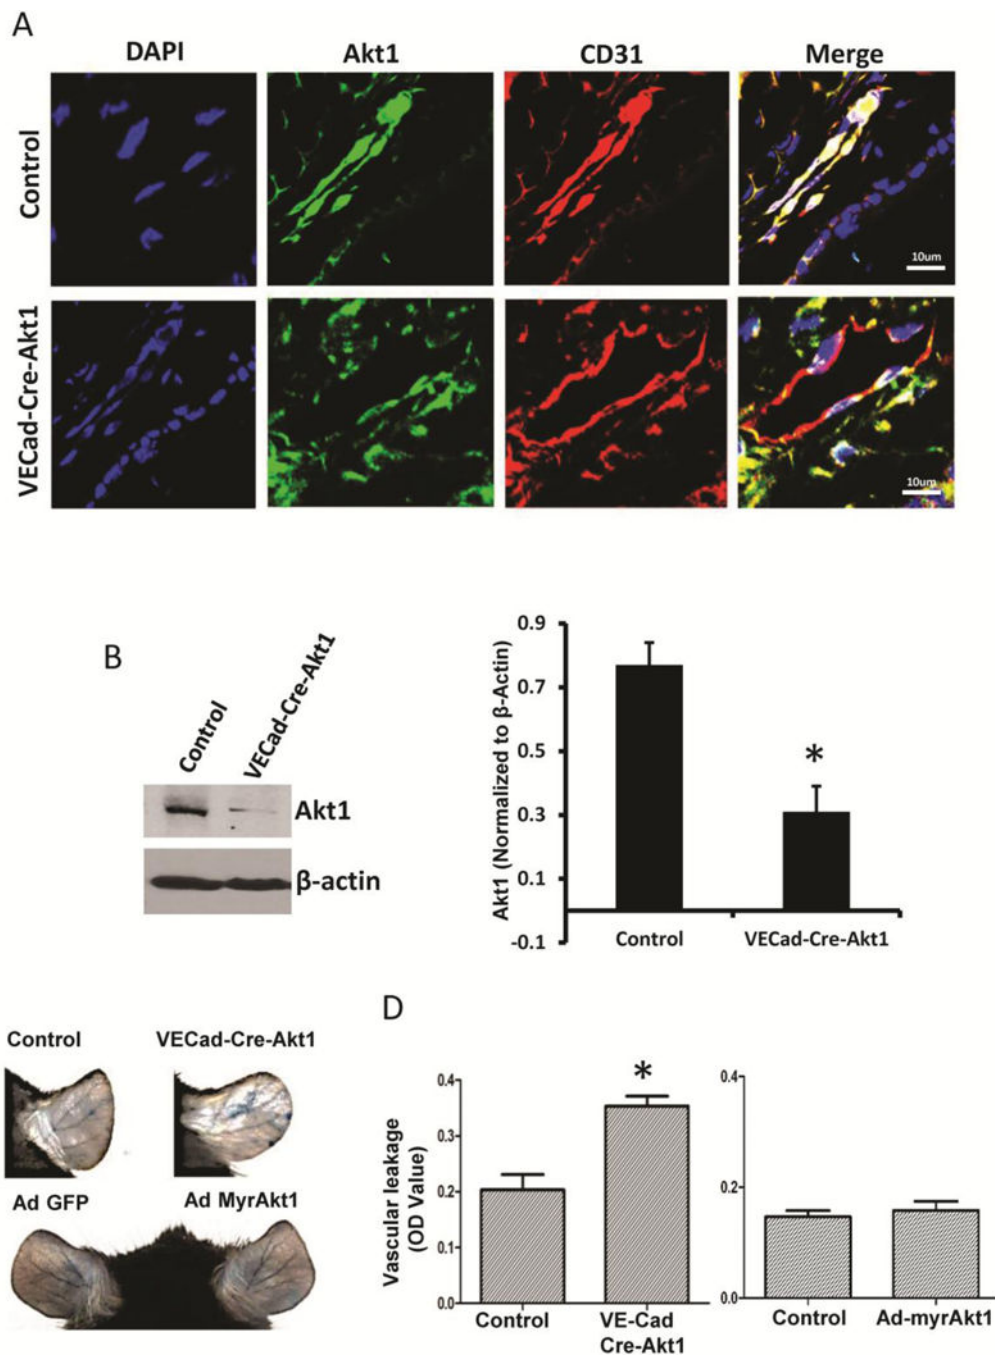 A
DAPI Akt1 CD31 Merge
Control
10um
VECad-Cre-Akt1
10um
B
Control VECad-Cre-Akt1
Akt1
β-actin
Akt1 (Normalized to β-Actin)
0.9
0.7
0.5
0.3
0.1
-0.1
Control VECad-Cre-Akt1
*
Control VECad-Cre-Akt1
Ad GFP Ad MyrAkt1
D
Vascular leakage
(OD Value)
0.4
0.3
0.2
0.1
0.0
*
Control VE-Cad
Cre-Akt1
0.4
0.2
0.0
Control Ad-myrAkt1